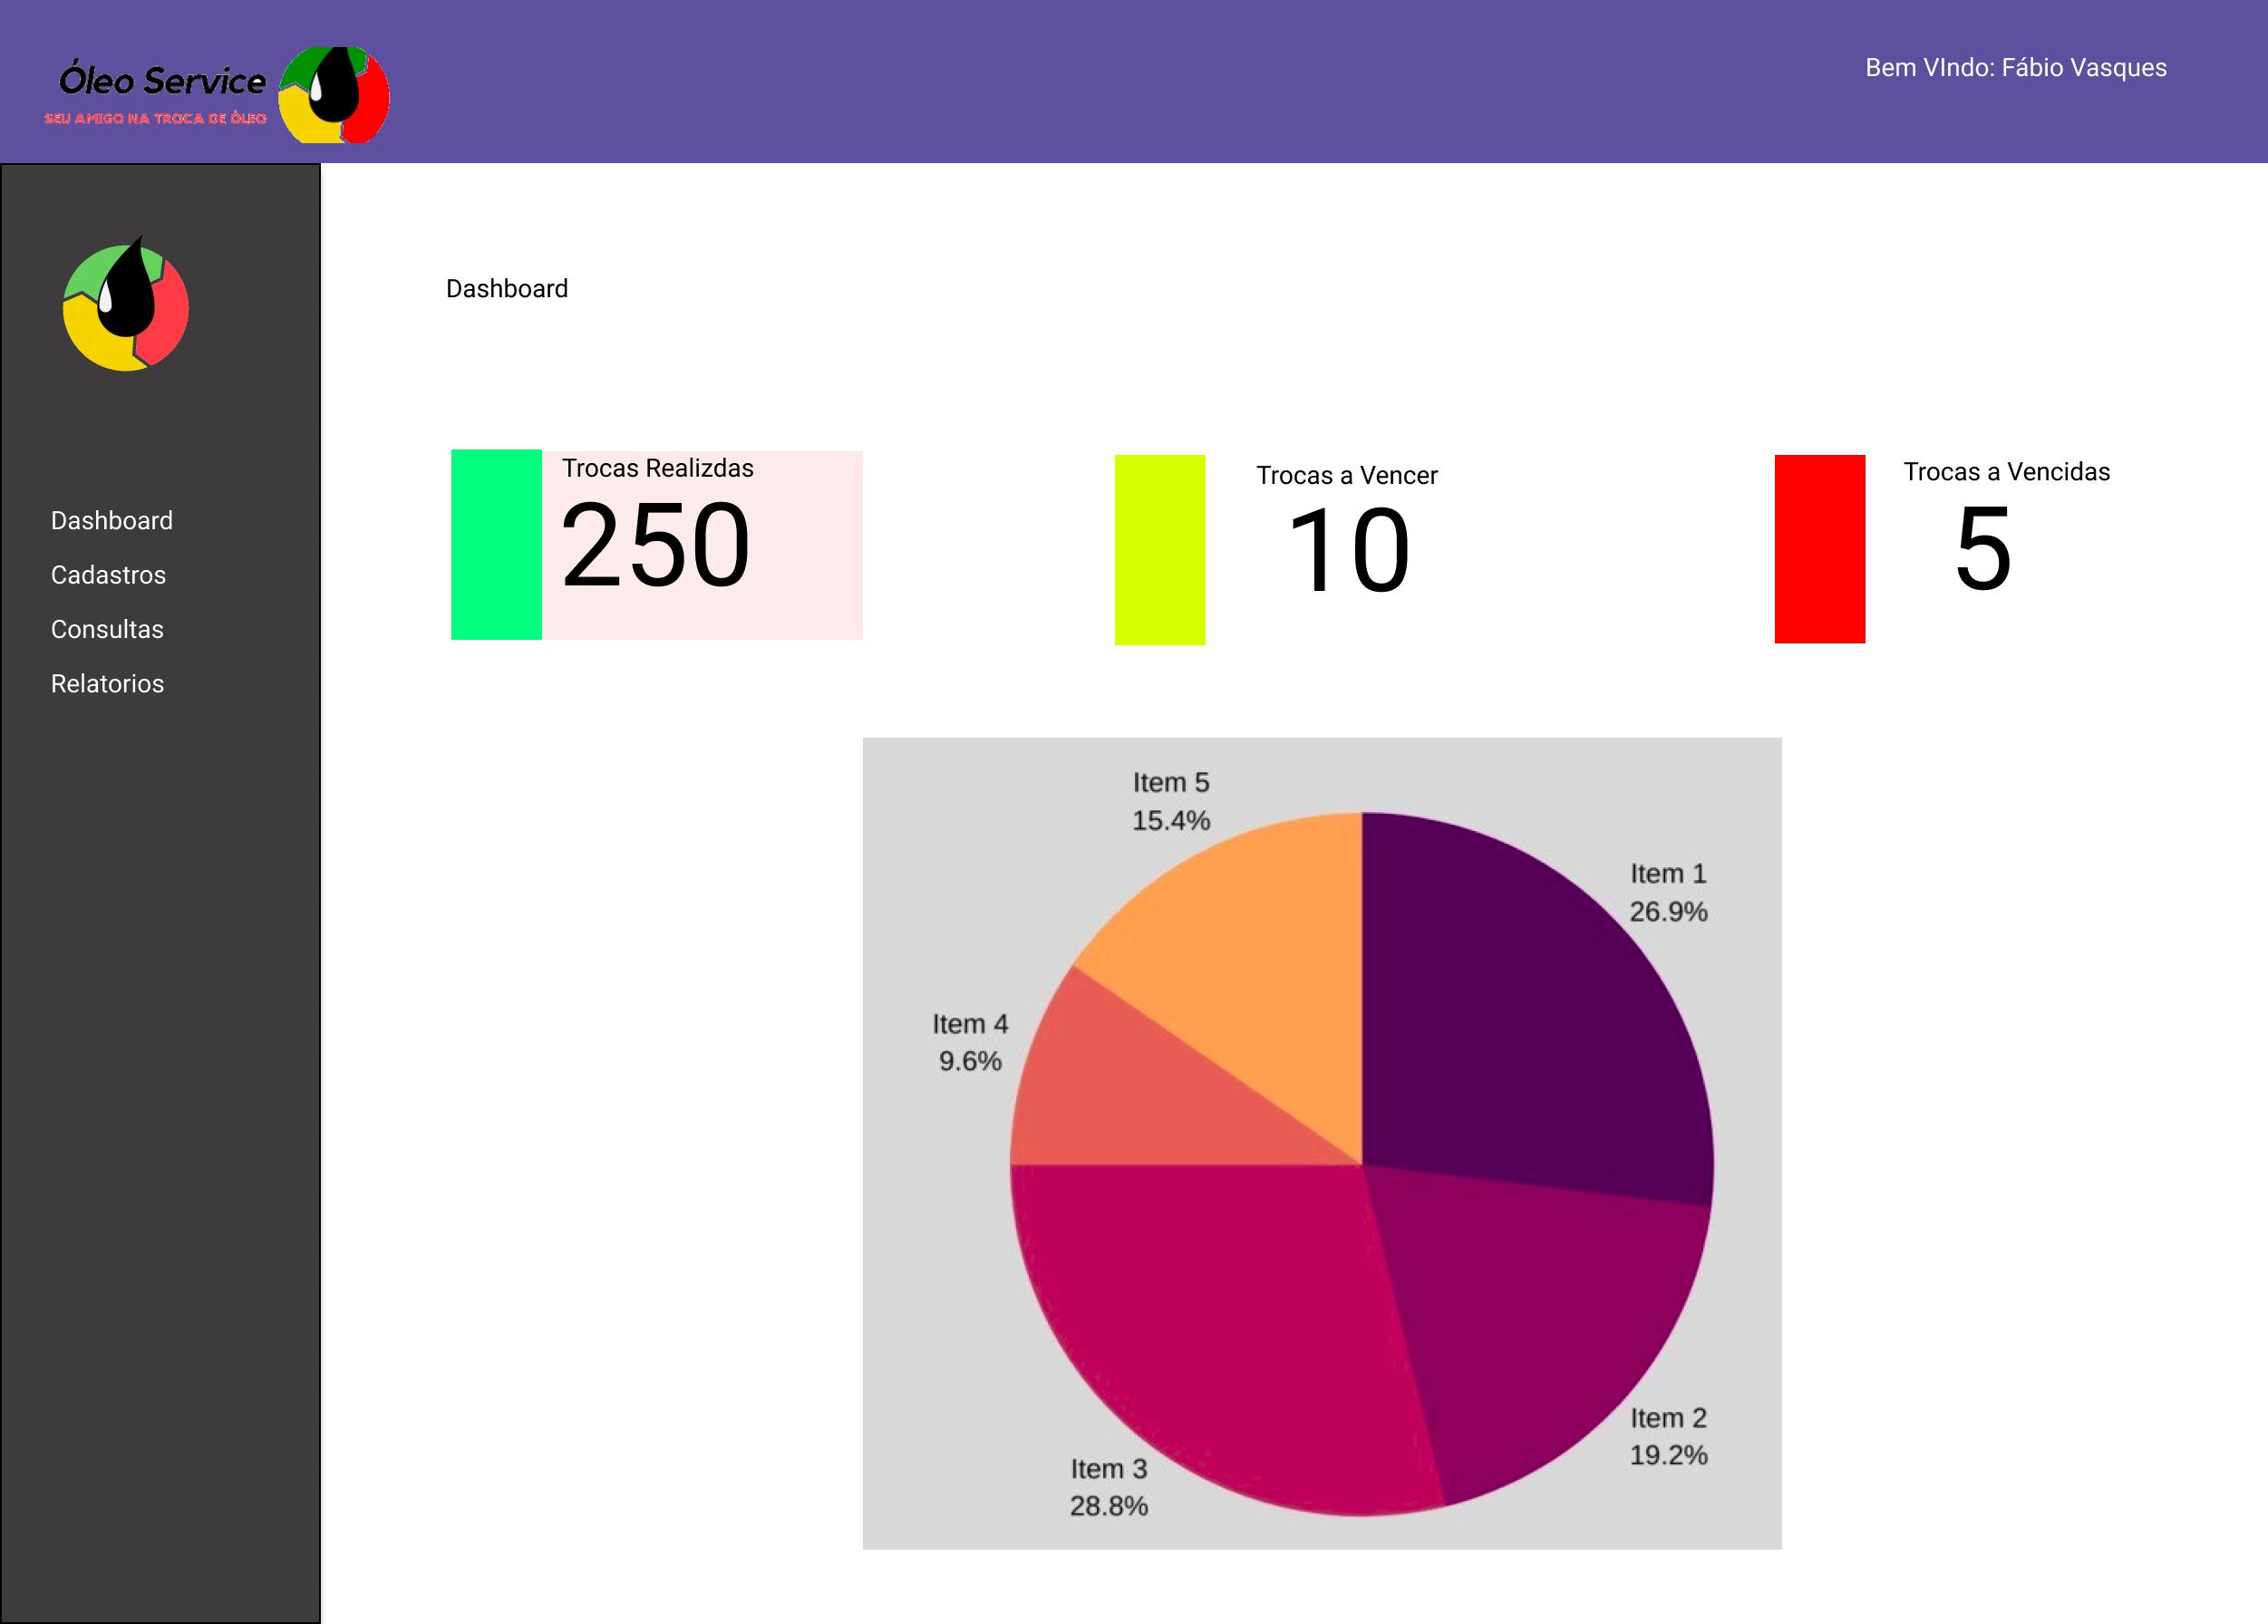 Óleo Service
SEU AMIGO NA TROCA DE ÓLEO
Bem VIndo: Fábio Vasques
Dashboard
Cadastros
Consultas
Relatorios
Dashboard
Trocas Realizdas
250
Trocas a Vencer
10
Trocas a Vencidas
5
Item 5
15.4%
Item 1
26.9%
Item 4
9.6%
Item 2
19.2%
Item 3
28.8%